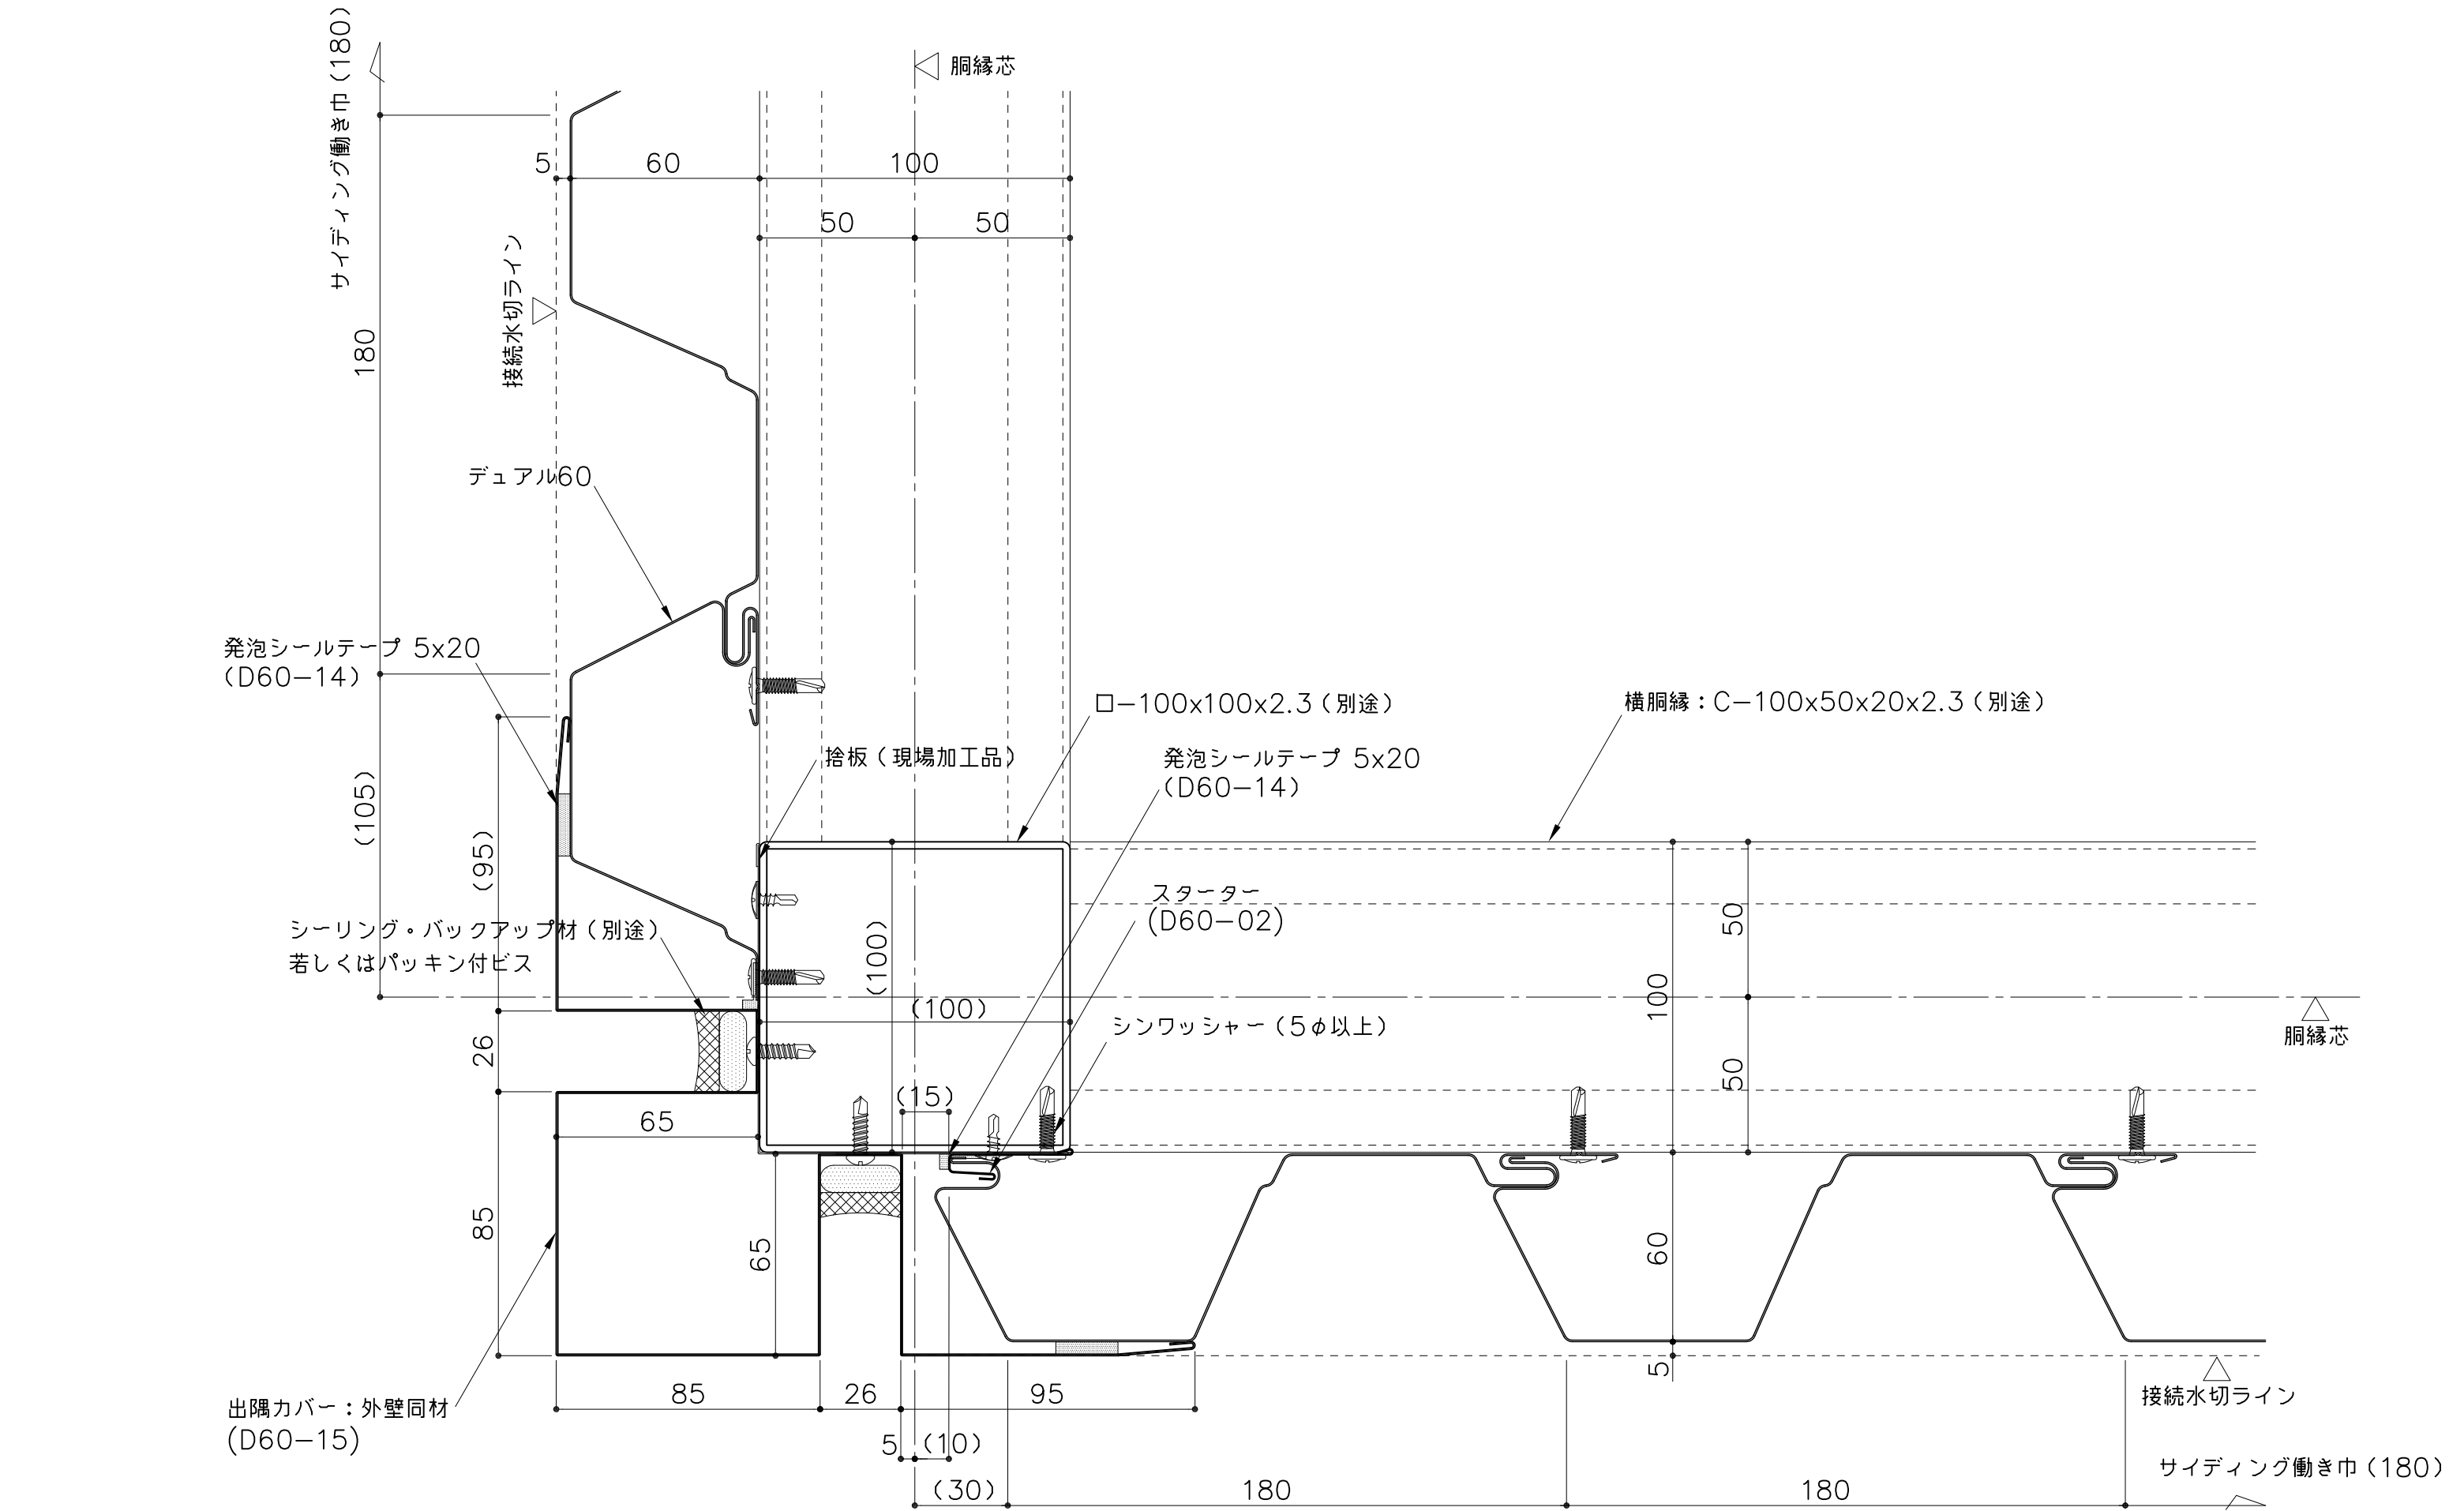 胴縁芯
サイディング働き巾（180）
5
60
100
50
50
接続水切ライン
180
デュアル60
発泡シールテープ 5x20
（D60−14）
ロ−100x100x2.3（別途）
横胴縁：C−100x50x20x2.3（別途）
捨板（現場加工品）
発泡シールテープ 5x20
（D60−14）
（105）
（95）
スターター
(D60−02)
シーリング・バックアップ材（別途）
若しくはパッキン付ビス
（100）
（100）
50
100
シンワッシャー（5φ以上）
胴縁芯
26
50
（15）
65
85
65
60
5
接続水切ライン
出隅カバー：外壁同材
(D60−15)
85
26
95
5
（10）
サイディング働き巾（180）
（30）
180
180